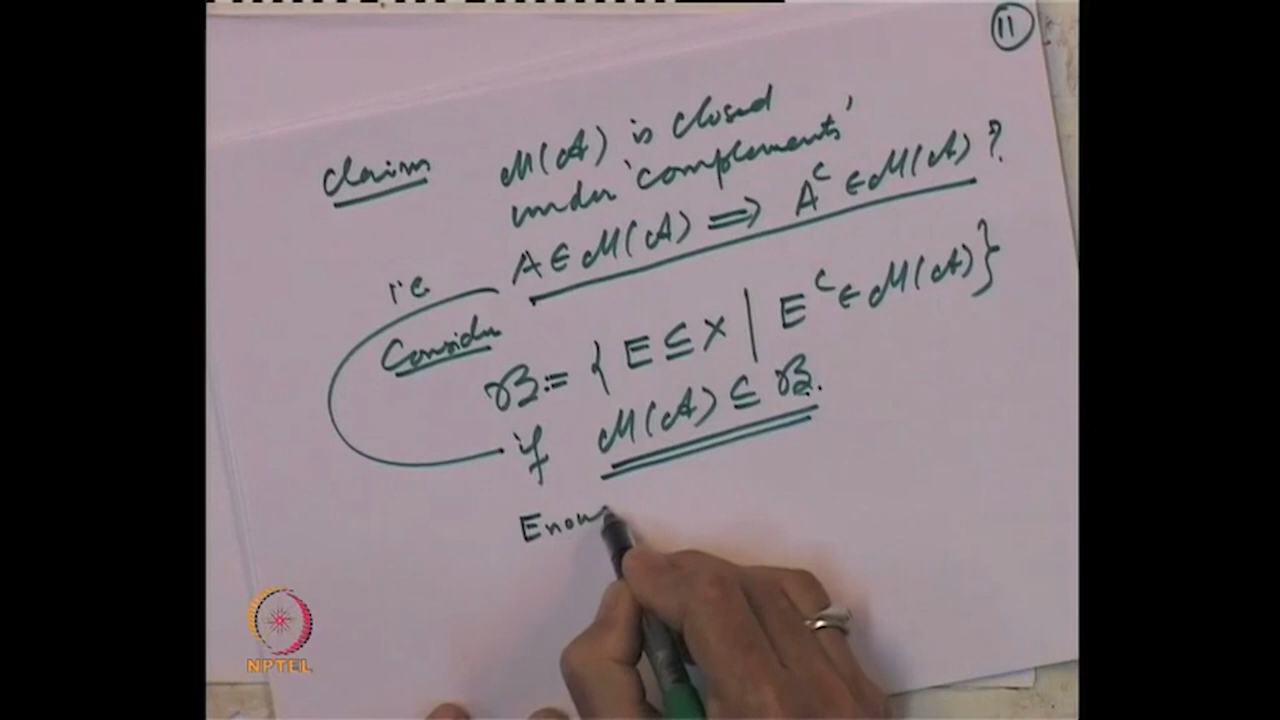 11
Claim M(A) is closed
under 'complements'
i.e A ∈ M(A) ⟹ A^C ∈ M(A) ?
Consider
B := { E ⊆ X | E^C ∈ M(A) }
if M(A) ⊆ B.
Enou
NPTEL